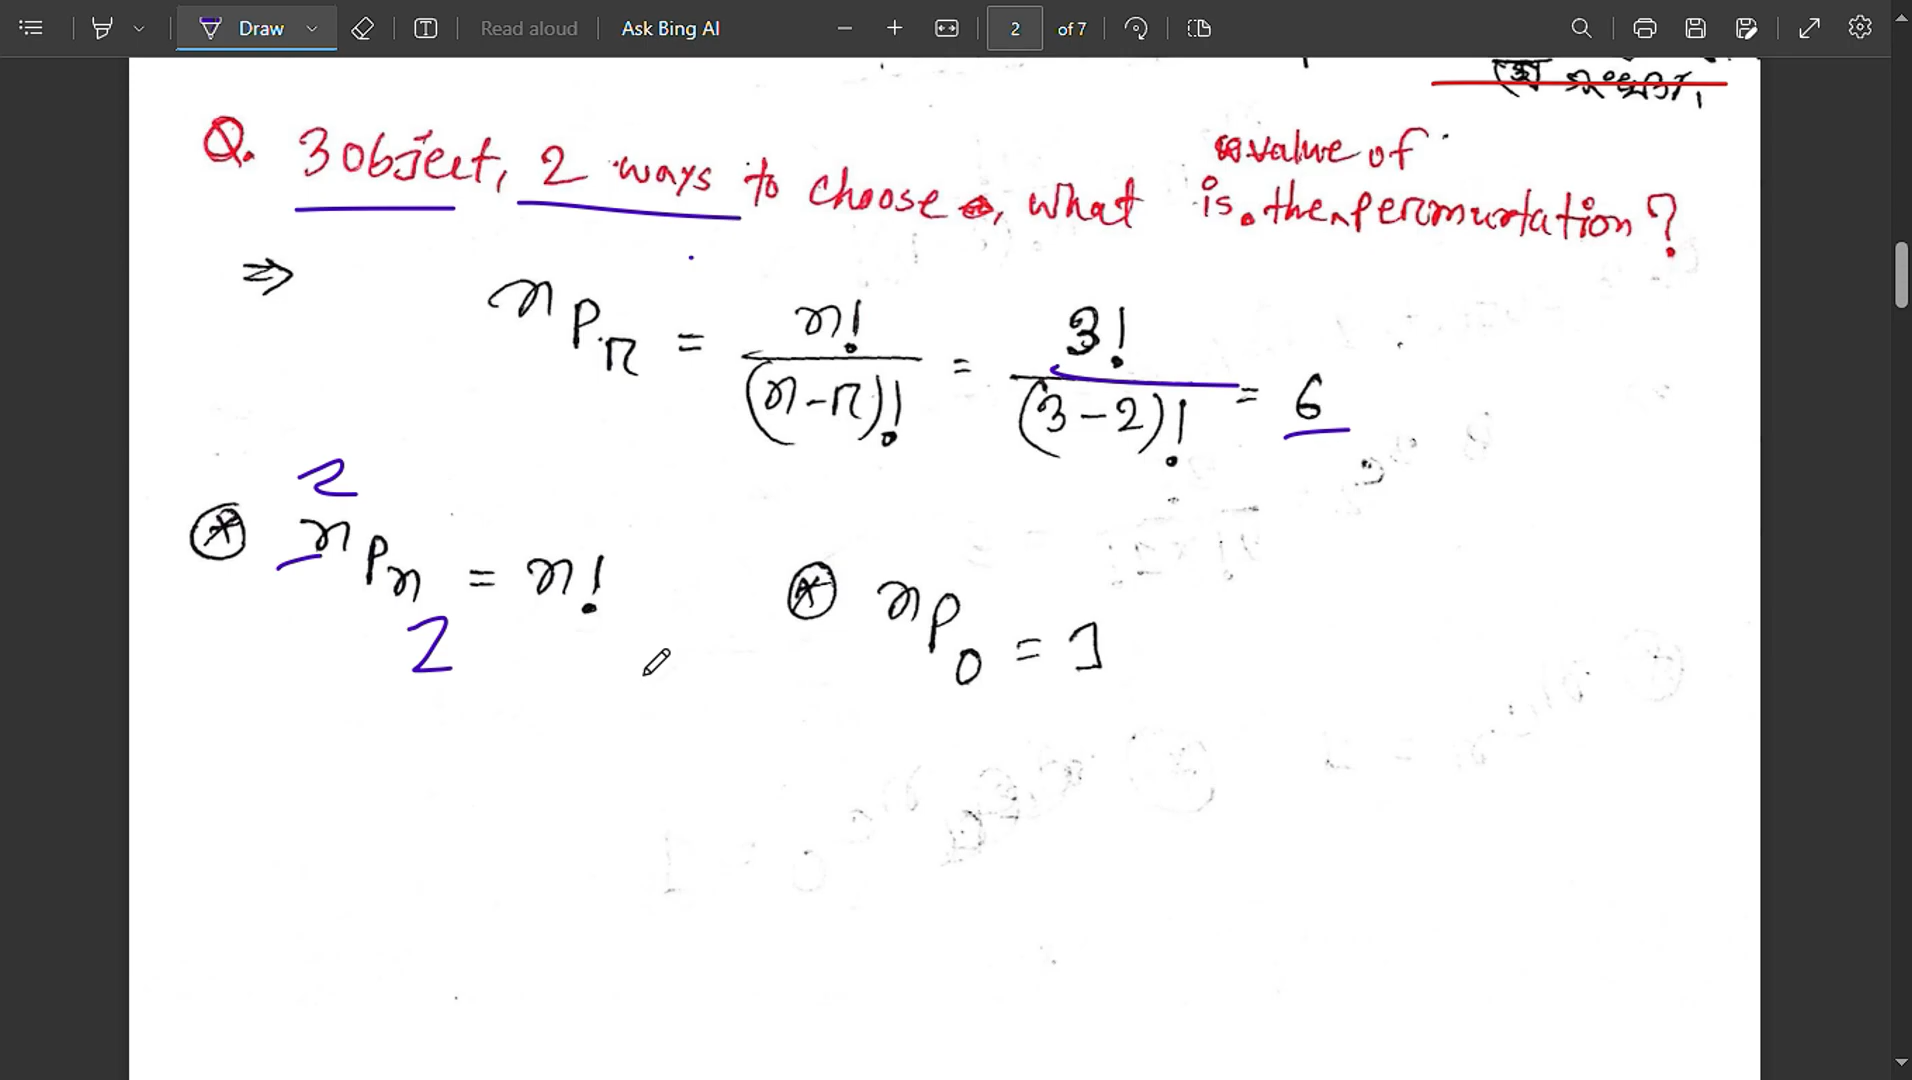 Draw
Read aloud
Ask Bing AI
2 of 7
Q. 3 object, 2 ways to choose, what is the value of permurtation?
⇒ nPr = n! / (n-r)! = 3! / (3-2)! = 6
2
nPn = n!
2
nP0 = 1